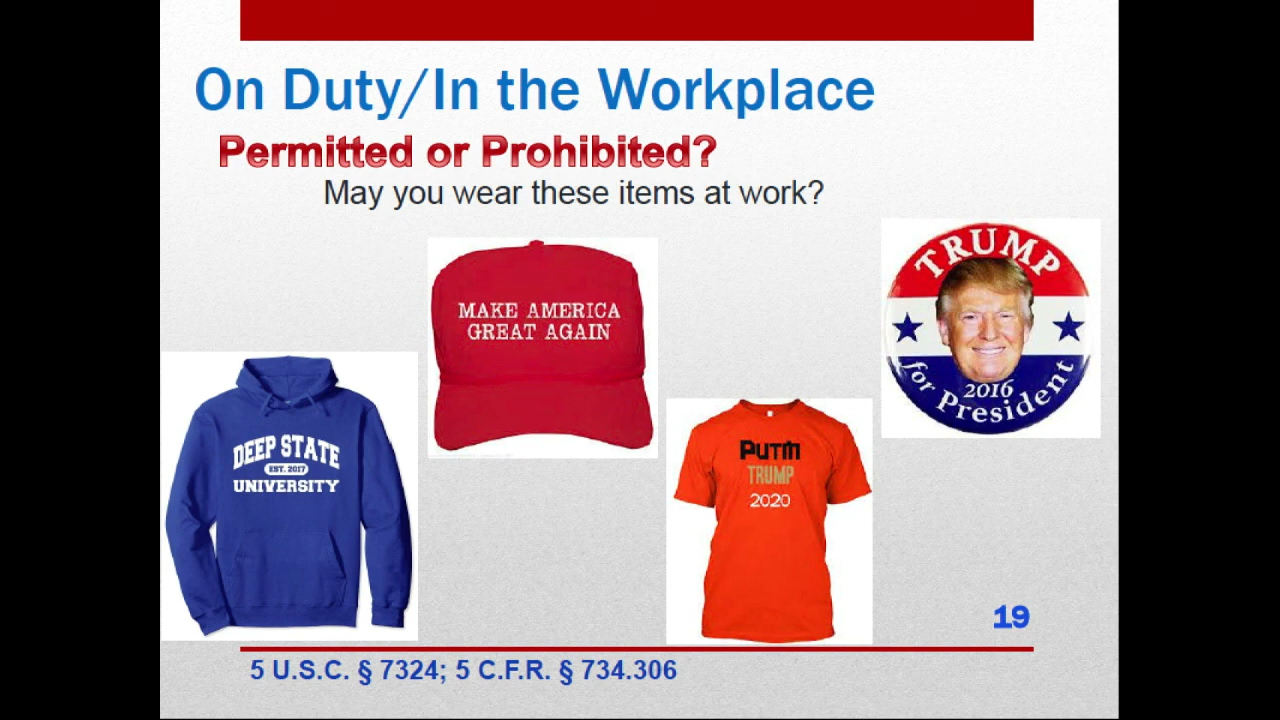 On Duty/In the Workplace
Permitted or Prohibited?
May you wear these items at work?
DEEP STATE
EST. 2017
UNIVERSITY
MAKE AMERICA
GREAT AGAIN
PUTIN
TRUMP
2020
TRUMP
2016
for President
19
5 U.S.C. § 7324; 5 C.F.R. § 734.306